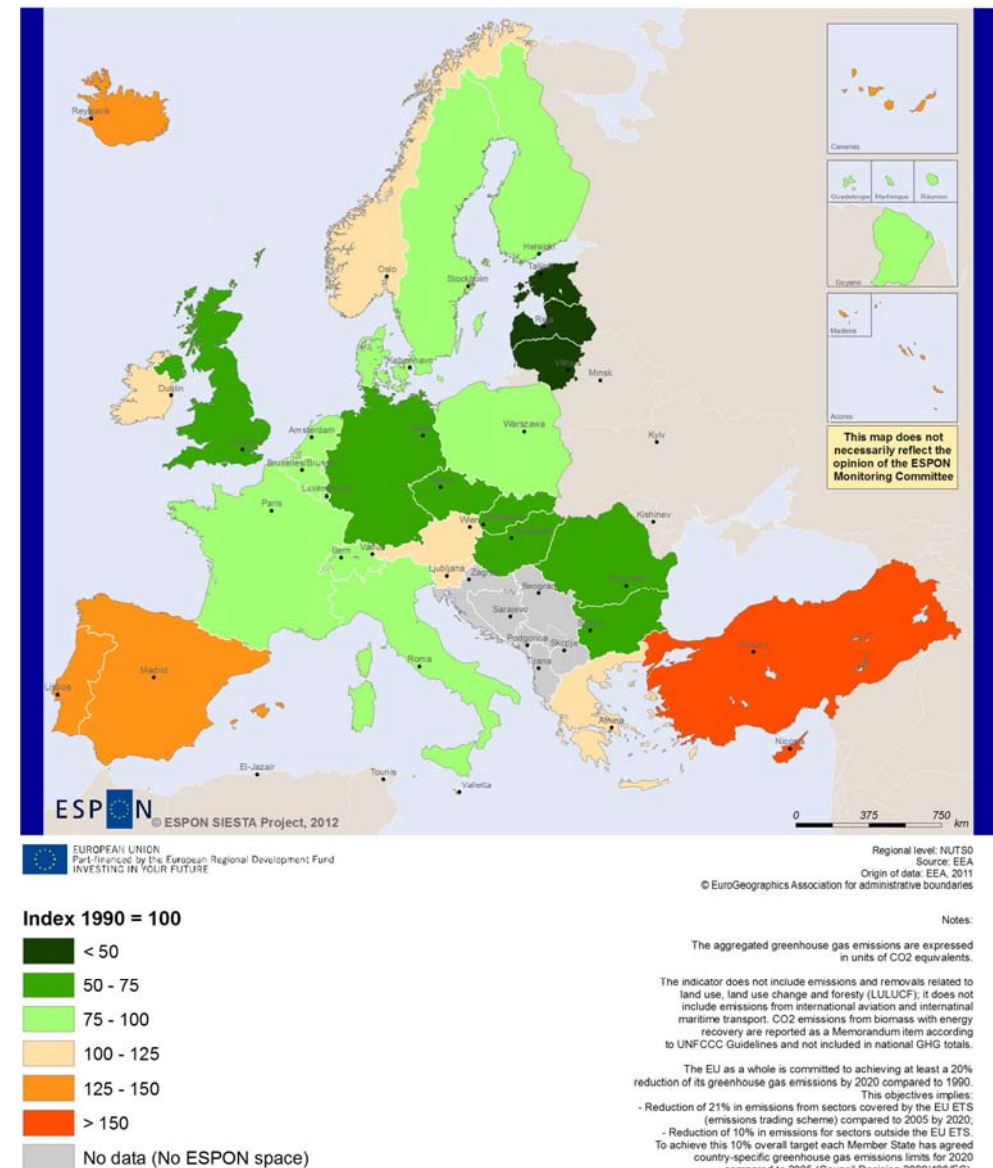 Reykjavik
Canarias
Guadeloupe
Martinique
Réunion
Guyane
Madeira
Acores
This map does not
necessarily reflect the
opinion of the ESPON
Monitoring Committee
Oslo
Helsinki
Tallinn
Stockholm
Riga
Vilnius
Minsk
København
Dublin
Amsterdam
Warszawa
Kyiv
Paris
Kishinev
Bern
Wien
Ljubljana
Zagreb
Beograd
Sarajevo
Podgorica
Skopje
Tirana
Roma
Madrid
Lisboa
Ankara
Athina
Nicosia
El-Jazair
Tounis
Valletta
ESPON
© ESPON SIESTA Project, 2012
0 375 750 km
EUROPEAN UNION
Part-financed by the European Regional Development Fund
INVESTING IN YOUR FUTURE
Regional level: NUTS0
Source: EEA
Origin of data: EEA, 2011
© EuroGeographics Association for administrative boundaries
Index 1990 = 100
< 50
50 - 75
75 - 100
100 - 125
125 - 150
> 150
No data (No ESPON space)
Notes:
The aggregated greenhouse gas emissions are expressed
in units of CO2 equivalents.
The indicator does not include emissions and removals related to
land use, land use change and foresty (LULUCF); it does not
include emissions from international aviation and internatinal
maritime transport. CO2 emissions from biomass with energy
recovery are reported as a Memorandum item according
to UNFCCC Guidelines and not included in national GHG totals.
The EU as a whole is committed to achieving at least a 20%
reduction of its greenhouse gas emissions by 2020 compared to 1990.
This objectives implies:
- Reduction of 21% in emissions from sectors covered by the EU ETS
(emissions trading scheme) compared to 2005 by 2020;
- Reduction of 10% in emissions for sectors outside the EU ETS.
To achieve this 10% overall target each Member State has agreed
country-specific greenhouse gas emissions limits for 2020